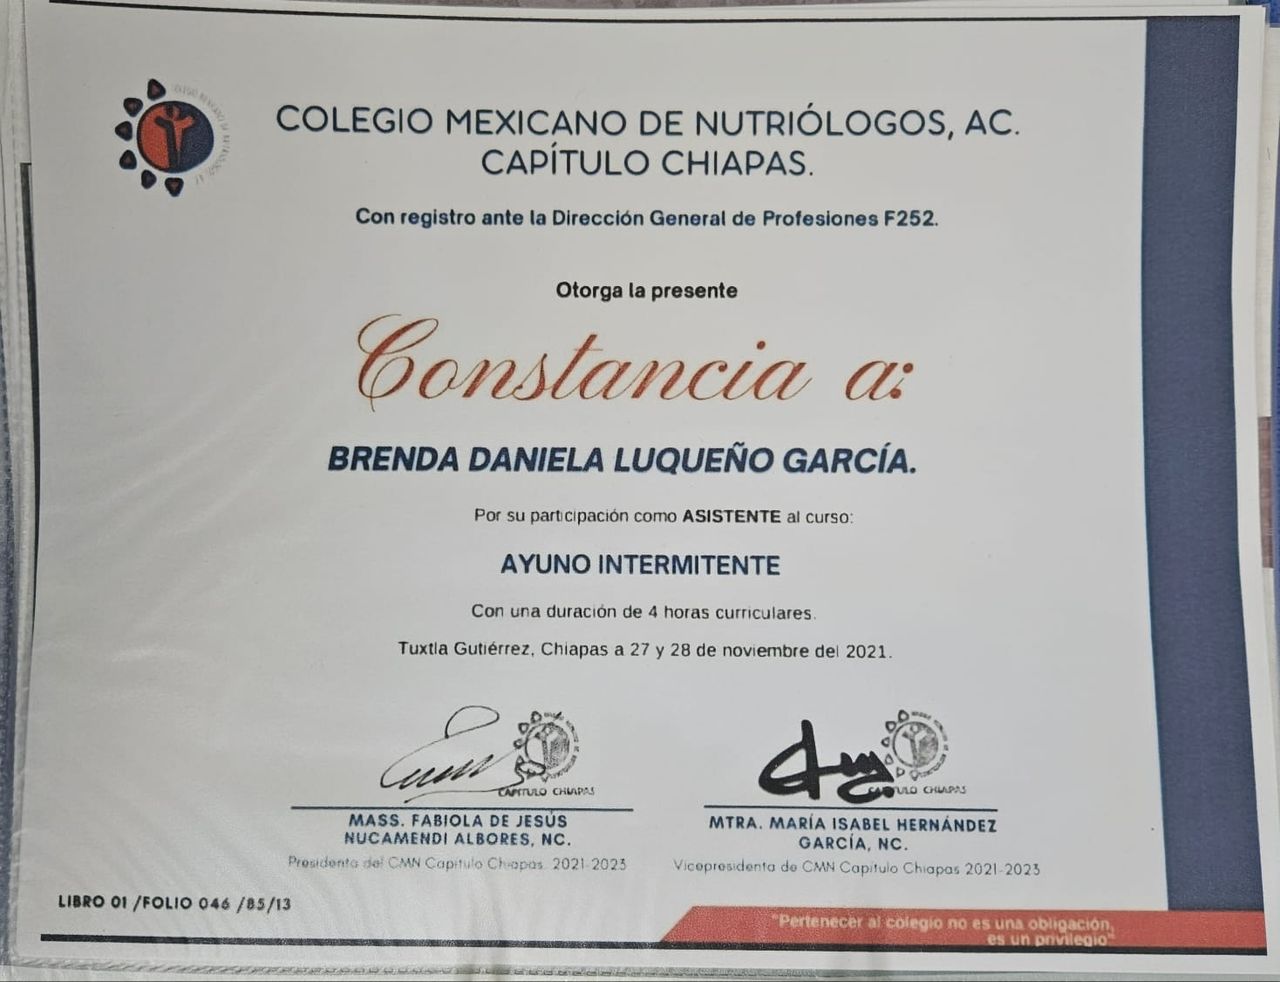 COLEGIO MEXICANO DE NUTRIÓLOGOS, AC.
CAPÍTULO CHIAPAS.
Con registro ante la Dirección General de Profesiones F252.
Otorga la presente
Constancia a:
BRENDA DANIELA LUQUEÑO GARCÍA.
Por su participación como ASISTENTE al curso:
AYUNO INTERMITENTE
Con una duración de 4 horas curriculares.
Tuxtla Gutiérrez, Chiapas a 27 y 28 de noviembre del 2021.
CAPITULO CHIAPAS
CHIAPAS
MASS. FABIOLA DE JESÚS
NUCAMENDI ALBORES, NC.
Presidenta del CMN Capitulo Chiapas. 2021-2023
MTRA. MARÍA ISABEL HERNÁNDEZ
GARCÍA, NC.
Vicepresidenta de CMN Capitulo Chiapas 2021-2023
LIBRO 01 /FOLIO 046 /85/13
"Pertenecer al colegio no es una obligación,
es un privilegio"